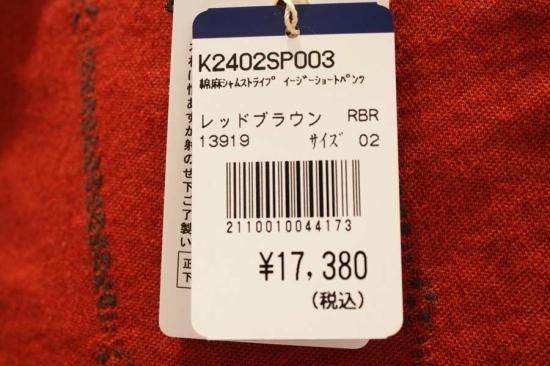 K2402SP003
綿麻シャムストライプ イージーショートパンツ
レッドブラウン RBR
13919 サイズ 02
2110010044173
¥17,380
(税込)